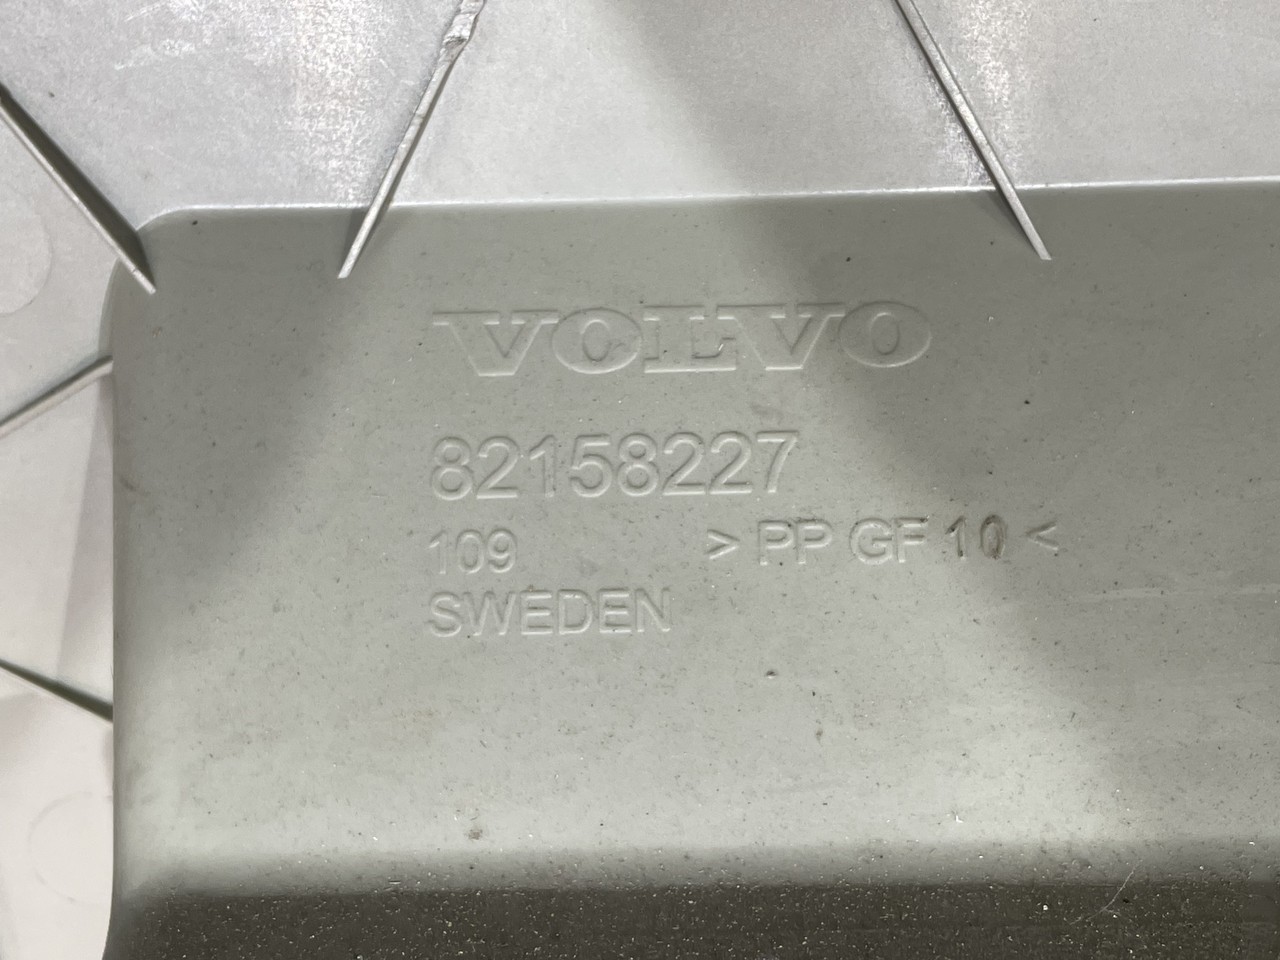 VOLVO
82158227
109 > PP GF 10 <
SWEDEN